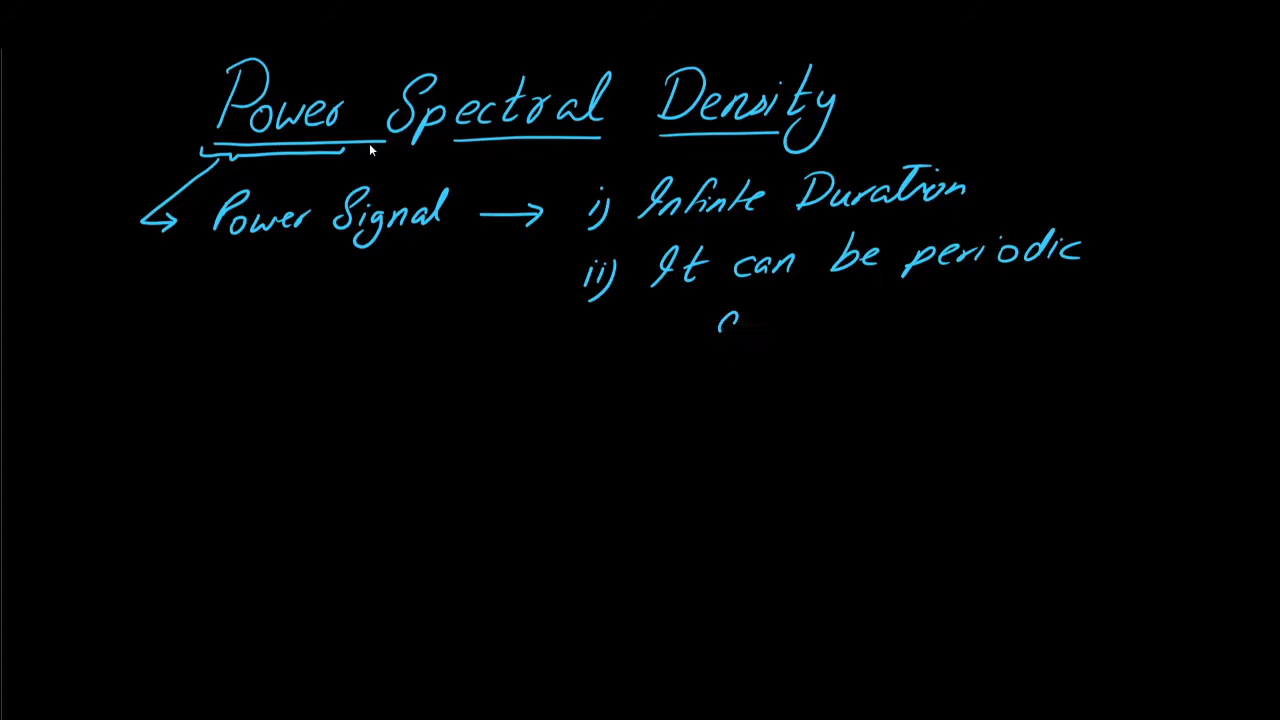 Power Spectral Density
Power Signal → i) Infinite Duration
ii) It can be periodic